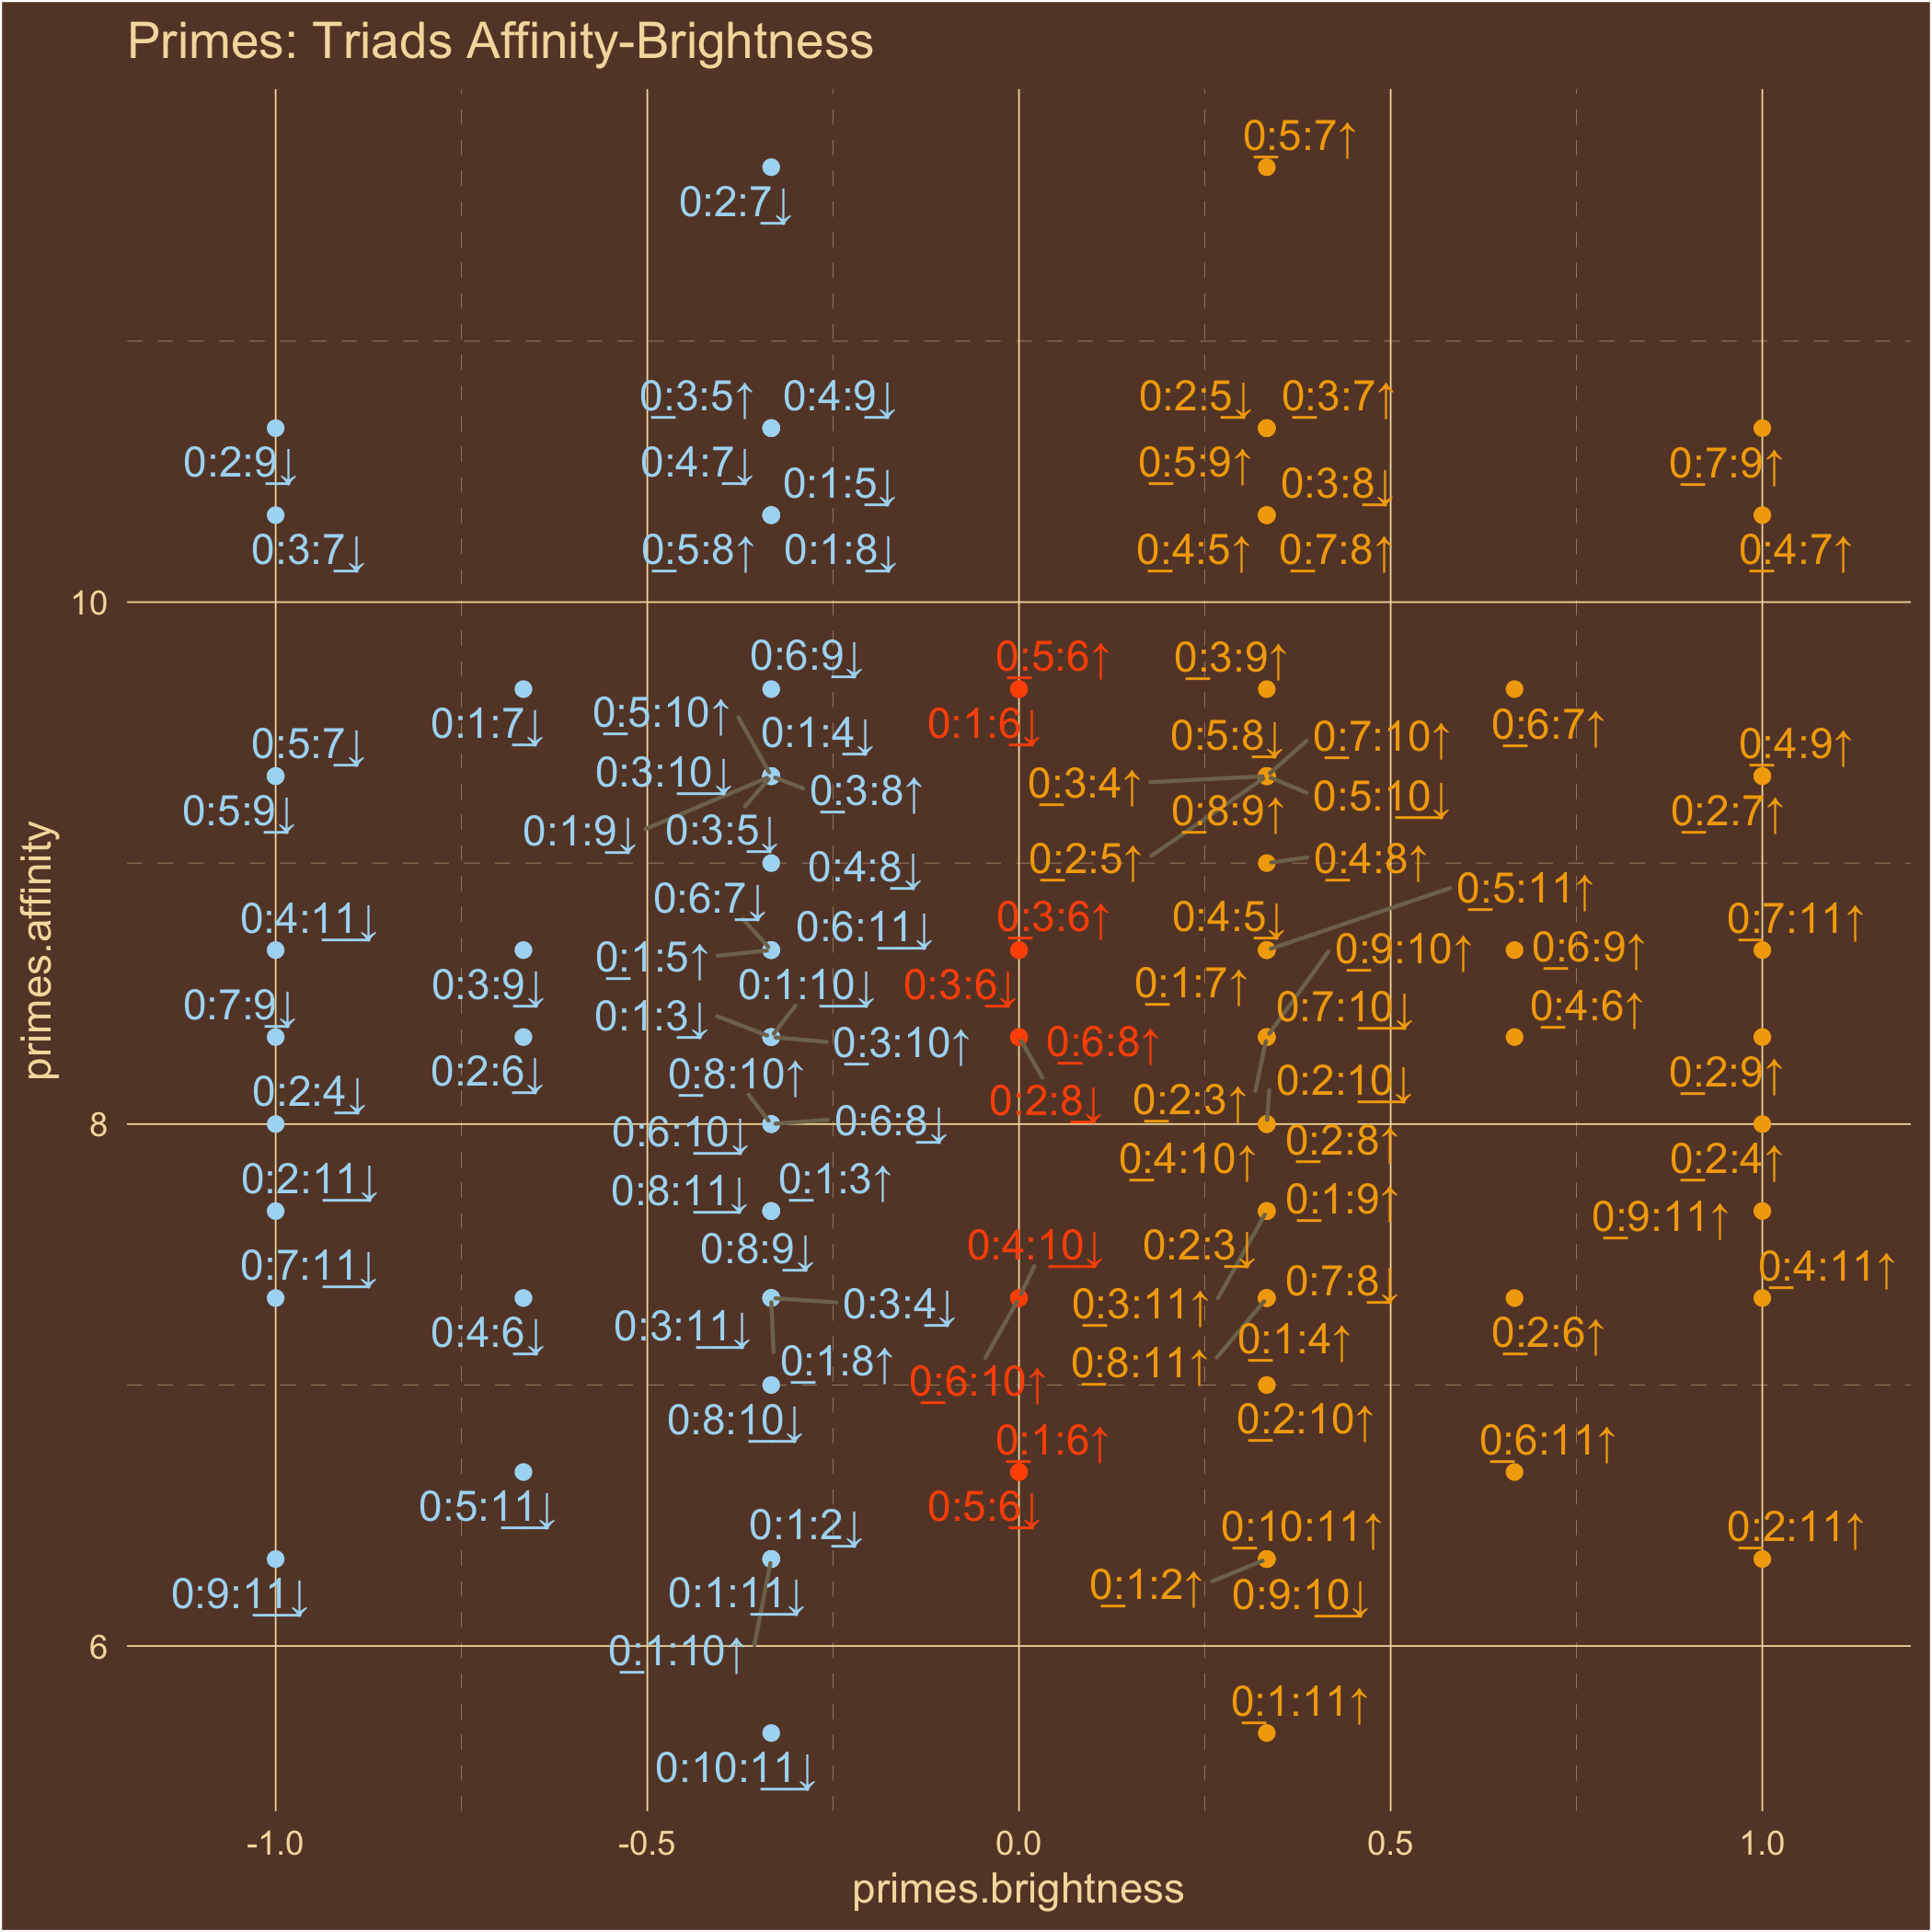 Primes: Triads Affinity-Brightness
0:5:7↑
0:2:7↓
0:3:5↑ 0:4:9↓ 0:2:5↓ 0:3:7↑
0:2:9↓ 0:4:7↓ 0:1:5↓ 0:5:9↑ 0:3:8↓ 0:7:9↑
0:3:7↓ 0:5:8↑ 0:1:8↓ 0:4:5↑ 0:7:8↑ 0:4:7↑
10
0:6:9↓ 0:5:6↑ 0:3:9↑
0:1:7↓ 0:5:10↑ 0:1:4↓ 0:1:6↓ 0:5:8↓ 0:7:10↑ 0:6:7↑
0:5:7↓ 0:4:9↑
0:3:10↓ 0:3:8↑ 0:3:4↑ 0:5:10↓
0:5:9↓ 0:1:9↓ 0:3:5↓ 0:8:9↑ 0:2:7↑
0:4:8↓ 0:2:5↑ 0:4:8↑
0:6:7↓ 0:5:11↑
0:4:11↓ 0:6:11↓ 0:3:6↑ 0:4:5↓ 0:7:11↑
0:1:5↑ 0:9:10↑ 0:6:9↑
0:3:9↓ 0:1:10↓ 0:3:6↓ 0:1:7↑
0:7:9↓ 0:1:3↓ 0:7:10↓ 0:4:6↑
0:3:10↑ 0:6:8↑
0:2:6↓ 0:8:10↑ 0:2:10↓ 0:2:9↑
0:2:4↓ 0:2:8↓ 0:2:3↑
8
0:6:10↓ 0:6:8↓ 0:2:8↑
0:4:10↑ 0:2:4↑
0:2:11↓ 0:8:11↓ 0:1:3↑ 0:1:9↑
0:9:11↑
0:8:9↓ 0:4:10↓ 0:2:3↓
0:7:11↓ 0:7:8↓ 0:4:11↑
0:3:11↓ 0:3:4↓ 0:3:11↑
0:4:6↓ 0:1:4↑ 0:2:6↑
0:1:8↑ 0:6:10↑ 0:8:11↑
0:8:10↓ 0:2:10↑
0:1:6↑ 0:6:11↑
0:5:11↓ 0:5:6↓
0:1:2↓ 0:10:11↑ 0:2:11↑
0:9:11↓ 0:1:11↓ 0:1:2↑ 0:9:10↓
6
0:1:10↑
0:1:11↑
0:10:11↓
-1.0 -0.5 0.0 0.5 1.0
primes.brightness
primes.affinity